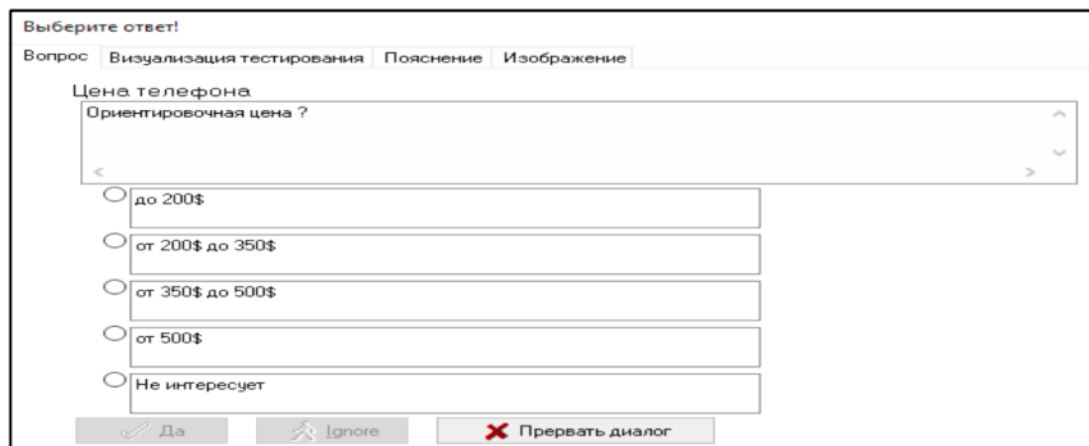 Выберите ответ!
Вопрос Визуализация тестирования Пояснение Изображение
Цена телефона
Ориентировочная цена ?
до 200$
от 200$ до 350$
от 350$ до 500$
от 500$
Не интересует
Да Ignore Прервать диалог